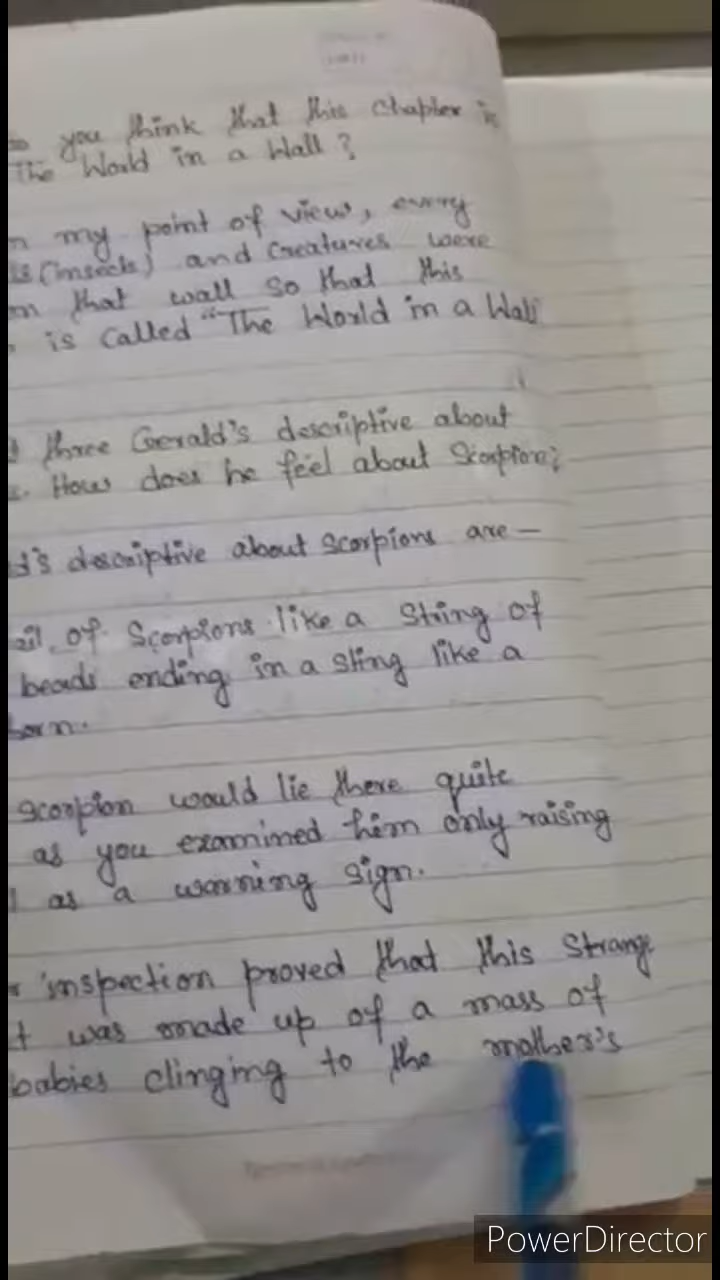 you think that this Chapter is
The World in a Wall ?
my point of view, every
(insects) and Creatures were
that wall so that this
is called "The World in a Wall
three Gerald's descriptive about
How does he feel about Scorpions?
d's descriptive about scorpions are —
ail of Scorpions like a String of
beads ending in a sting like a
horn.
scorpion would lie there quite
as you examined him only raising
as a warning sign.
inspection proved that this Strange
t was made up of a mass of
babies clinging to the mother's
PowerDirector